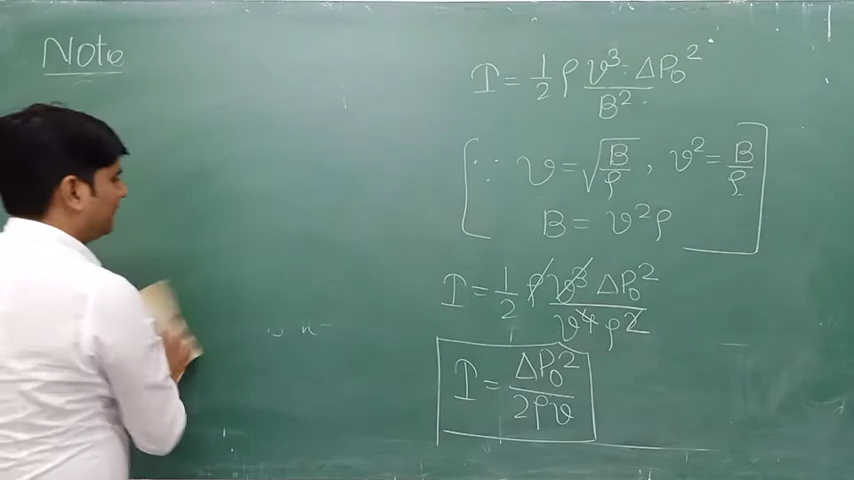 Note
I = 1/2 ρ v³ · ΔP₀² / B²
[ ∵ v = √(B/ρ) , v² = B/ρ
B = v²ρ ]
I = 1/2 ρ v³ ΔP₀² / v⁴ ρ²
I = ΔP₀² / 2ρv